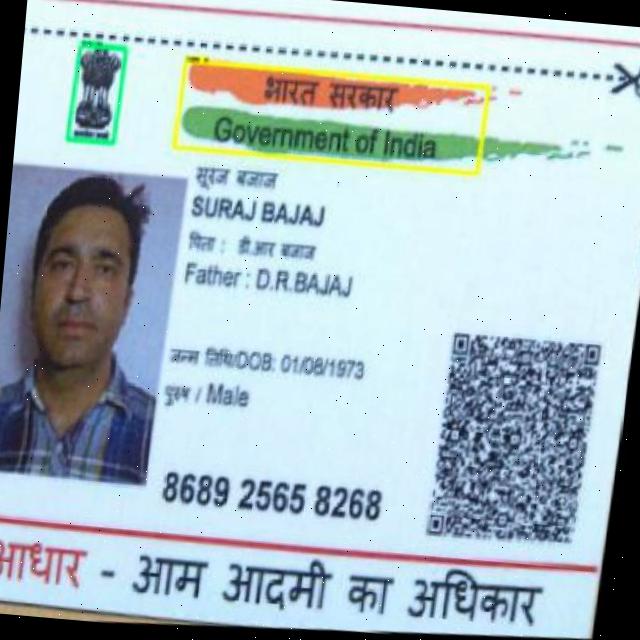 भारत सरकार
Government of India
सूरज बजाज
SURAJ BAJAJ
पिता : डी.आर बजाज
Father : D.R.BAJAJ
जन्म तिथि/DOB: 01/08/1973
पुरुष / Male
8689 2565 8268
आधार - आम आदमी का अधिकार